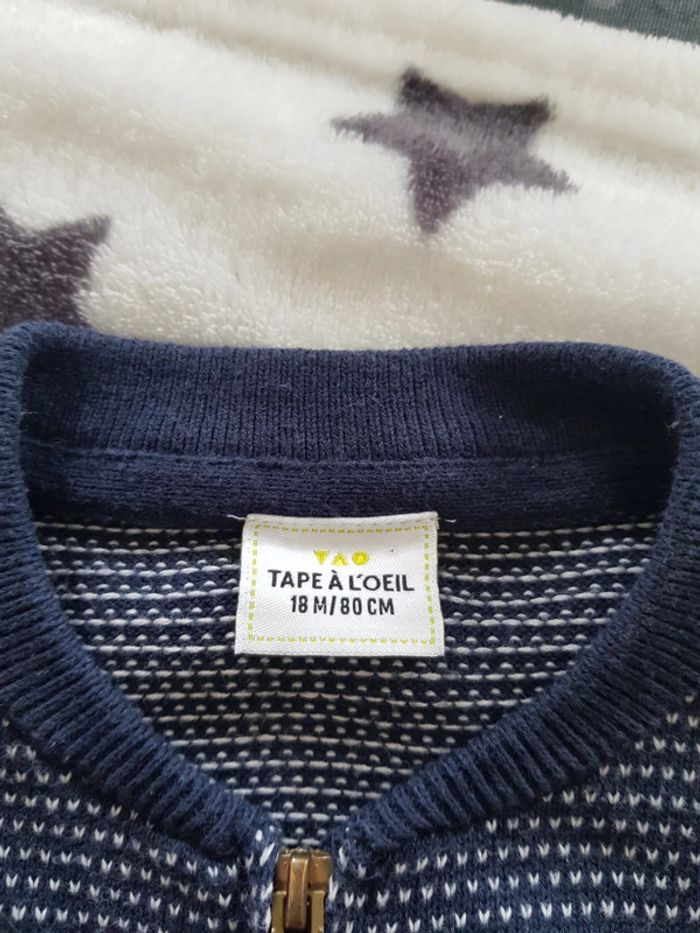 TAO
TAPE À L'OEIL
18 M/80 CM